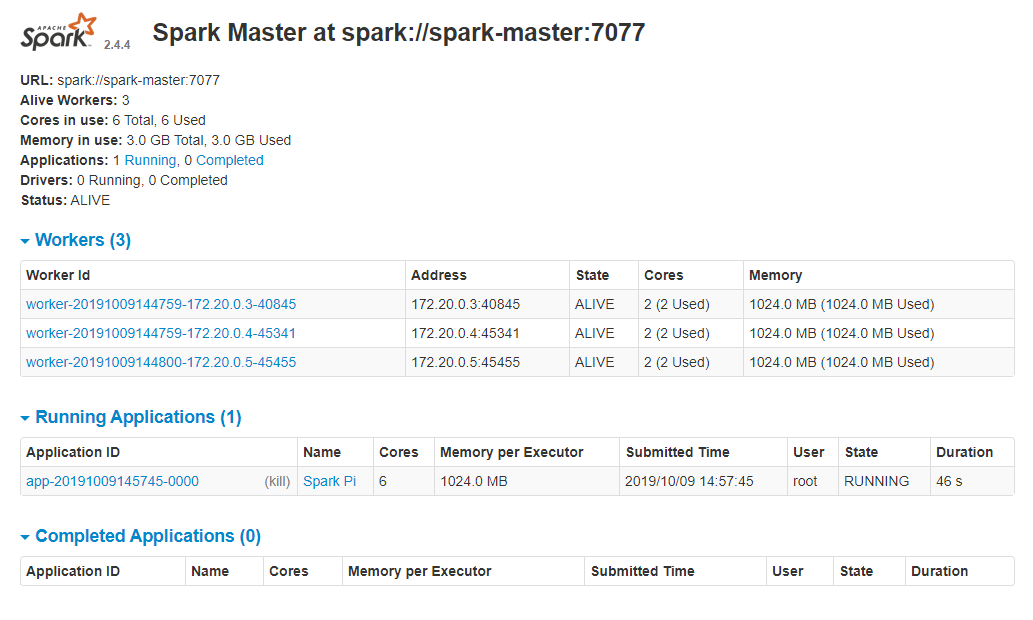 APACHE
Spark 2.4.4 Spark Master at spark://spark-master:7077
URL: spark://spark-master:7077
Alive Workers: 3
Cores in use: 6 Total, 6 Used
Memory in use: 3.0 GB Total, 3.0 GB Used
Applications: 1 Running, 0 Completed
Drivers: 0 Running, 0 Completed
Status: ALIVE
Workers (3)
Worker Id Address State Cores Memory
worker-20191009144759-172.20.0.3-40845 172.20.0.3:40845 ALIVE 2 (2 Used) 1024.0 MB (1024.0 MB Used)
worker-20191009144759-172.20.0.4-45341 172.20.0.4:45341 ALIVE 2 (2 Used) 1024.0 MB (1024.0 MB Used)
worker-20191009144800-172.20.0.5-45455 172.20.0.5:45455 ALIVE 2 (2 Used) 1024.0 MB (1024.0 MB Used)
Running Applications (1)
Application ID Name Cores Memory per Executor Submitted Time User State Duration
app-20191009145745-0000 (kill) Spark Pi 6 1024.0 MB 2019/10/09 14:57:45 root RUNNING 46 s
Completed Applications (0)
Application ID Name Cores Memory per Executor Submitted Time User State Duration